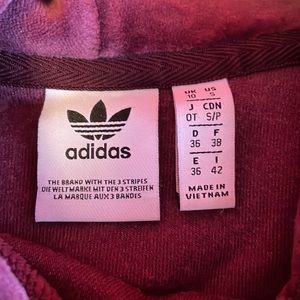 adidas
THE BRAND WITH THE 3 STRIPES
DIE WELTMARKE MIT DEN 3 STREIFEN
LA MARQUE AUX 3 BANDES
UK US
10 S
J CDN
OT S/P
D F
36 38
E I
36 42
MADE IN
VIETNAM